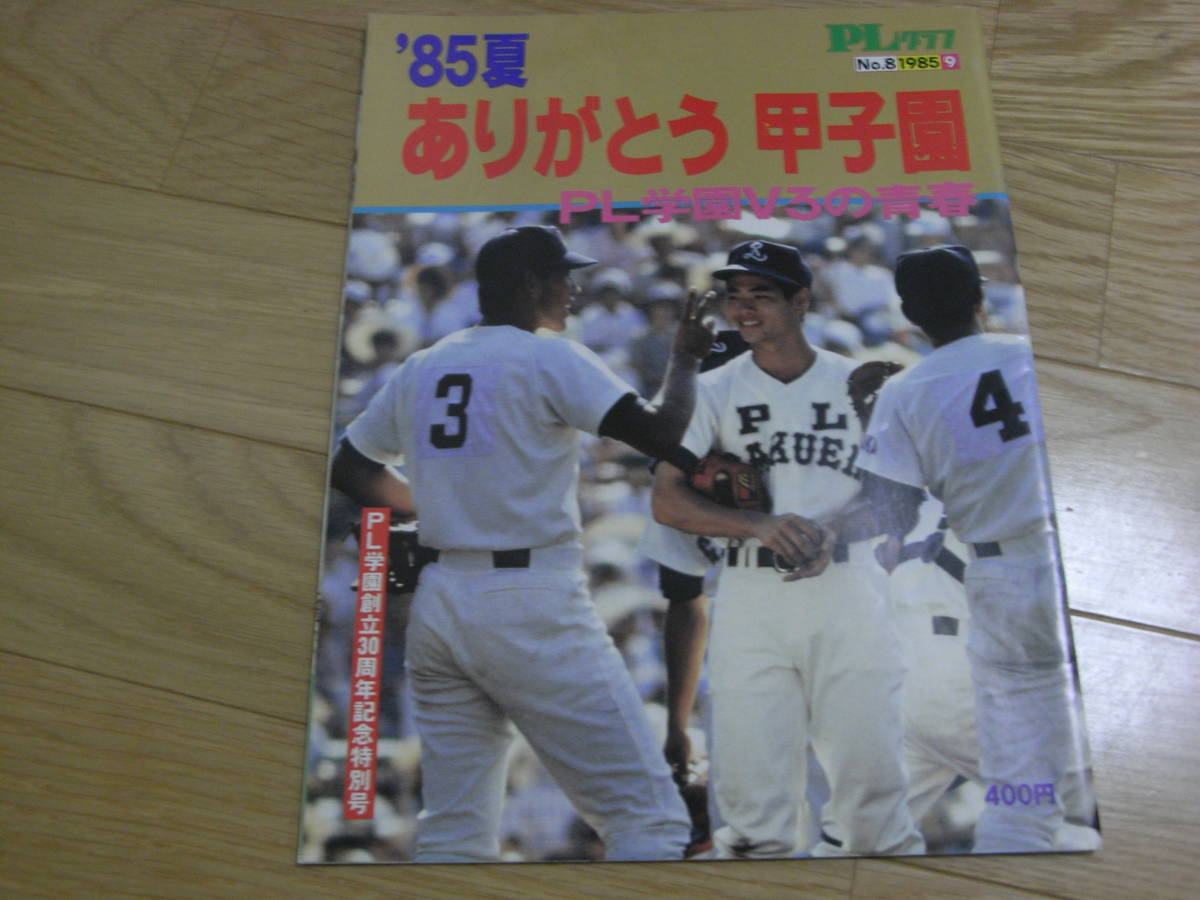 '85夏
PLグラフ
No.8 1985 9
ありがとう 甲子園
PL学園V3の青春
3
P L
4
PL学園創立30周年記念特別号
400円